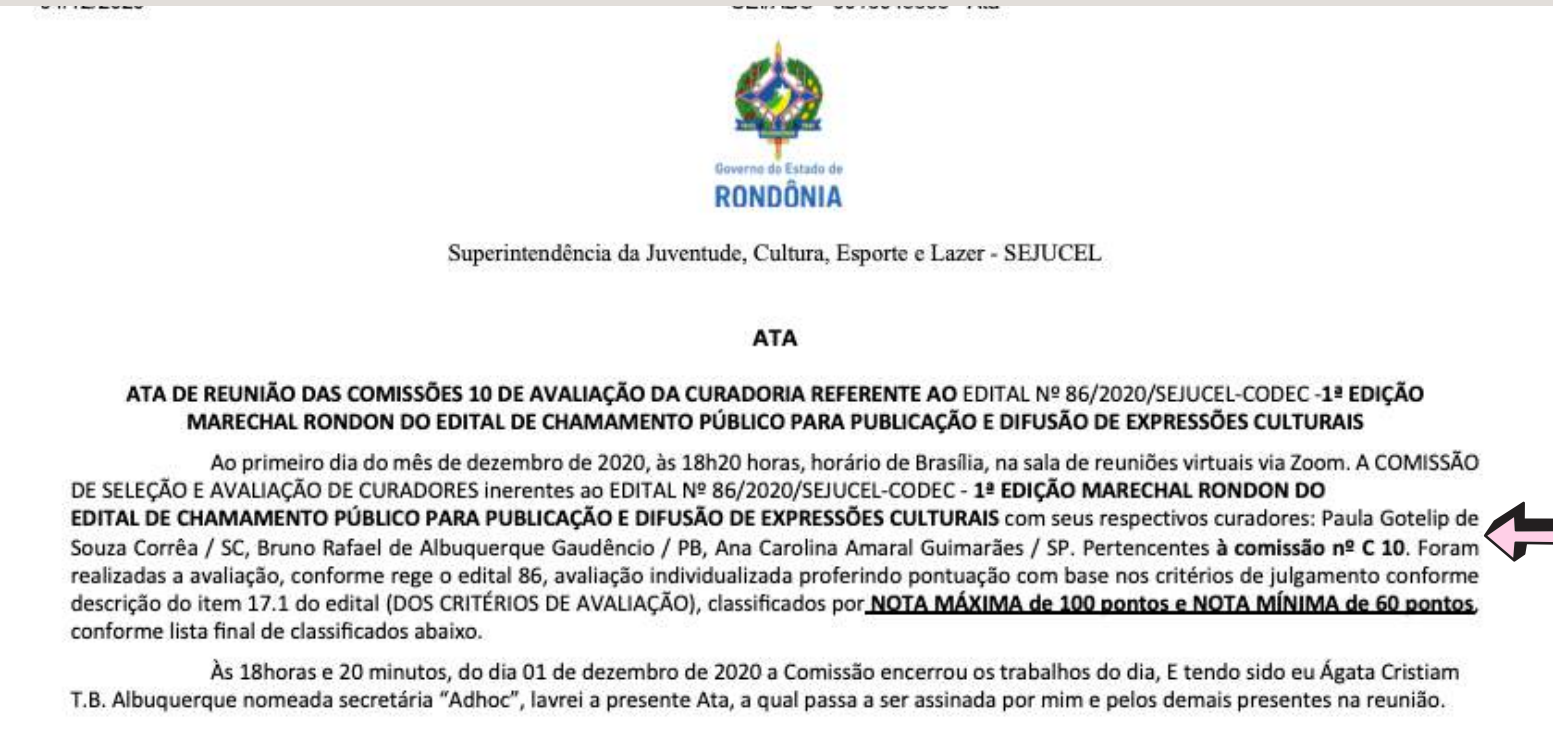 Governo do Estado de
RONDÔNIA
Superintendência da Juventude, Cultura, Esporte e Lazer - SEJUCEL
ATA
ATA DE REUNIÃO DAS COMISSÕES 10 DE AVALIAÇÃO DA CURADORIA REFERENTE AO EDITAL Nº 86/2020/SEJUCEL-CODEC -1ª EDIÇÃO
MARECHAL RONDON DO EDITAL DE CHAMAMENTO PÚBLICO PARA PUBLICAÇÃO E DIFUSÃO DE EXPRESSÕES CULTURAIS
Ao primeiro dia do mês de dezembro de 2020, às 18h20 horas, horário de Brasília, na sala de reuniões virtuais via Zoom. A COMISSÃO
DE SELEÇÃO E AVALIAÇÃO DE CURADORES inerentes ao EDITAL Nº 86/2020/SEJUCEL-CODEC - 1ª EDIÇÃO MARECHAL RONDON DO
EDITAL DE CHAMAMENTO PÚBLICO PARA PUBLICAÇÃO E DIFUSÃO DE EXPRESSÕES CULTURAIS com seus respectivos curadores: Paula Gotelip de
Souza Corrêa / SC, Bruno Rafael de Albuquerque Gaudêncio / PB, Ana Carolina Amaral Guimarães / SP. Pertencentes à comissão nº C 10. Foram
realizadas a avaliação, conforme rege o edital 86, avaliação individualizada proferindo pontuação com base nos critérios de julgamento conforme
descrição do item 17.1 do edital (DOS CRITÉRIOS DE AVALIAÇÃO), classificados por NOTA MÁXIMA de 100 pontos e NOTA MÍNIMA de 60 pontos,
conforme lista final de classificados abaixo.
Às 18horas e 20 minutos, do dia 01 de dezembro de 2020 a Comissão encerrou os trabalhos do dia, E tendo sido eu Ágata Cristiam
T.B. Albuquerque nomeada secretária “Adhoc”, lavrei a presente Ata, a qual passa a ser assinada por mim e pelos demais presentes na reunião.